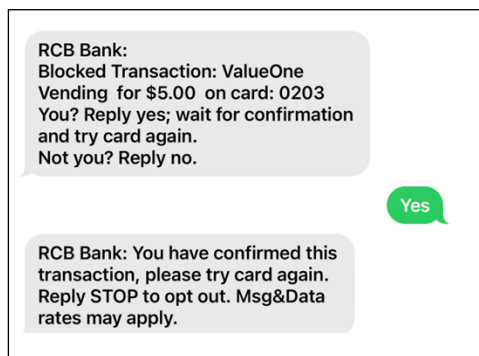 RCB Bank:
Blocked Transaction: ValueOne
Vending for $5.00 on card: 0203
You? Reply yes; wait for confirmation
and try card again.
Not you? Reply no.
Yes
RCB Bank: You have confirmed this
transaction, please try card again.
Reply STOP to opt out. Msg&Data
rates may apply.